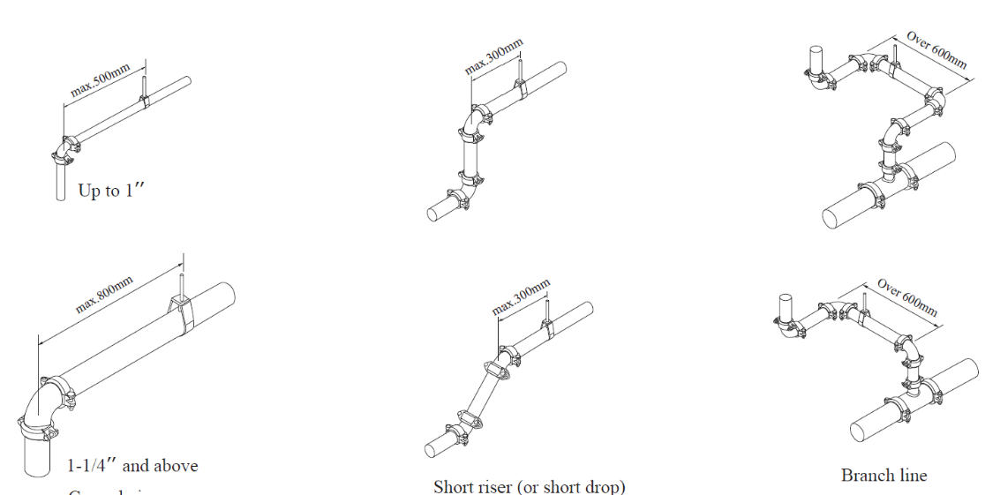 max.500mm
max.300mm
Over 600mm
Up to 1″
max.800mm
max.300mm
Over 600mm
1-1/4″ and above
Short riser (or short drop)
Branch line